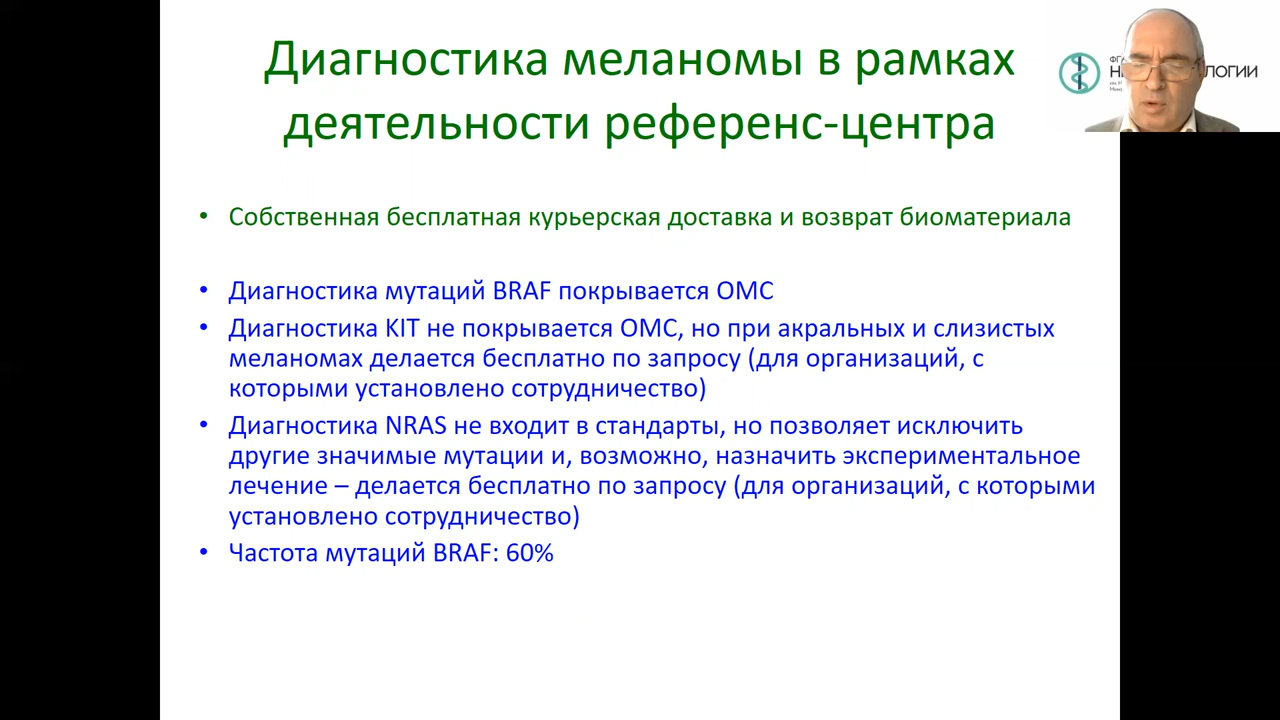 Диагностика меланомы в рамках
деятельности референс-центра
ОЛОГИИ
• Собственная бесплатная курьерская доставка и возврат биоматериала
• Диагностика мутаций BRAF покрывается ОМС
• Диагностика KIT не покрывается ОМС, но при акральных и слизистых
меланомах делается бесплатно по запросу (для организаций, с
которыми установлено сотрудничество)
• Диагностика NRAS не входит в стандарты, но позволяет исключить
другие значимые мутации и, возможно, назначить экспериментальное
лечение – делается бесплатно по запросу (для организаций, с которыми
установлено сотрудничество)
• Частота мутаций BRAF: 60%